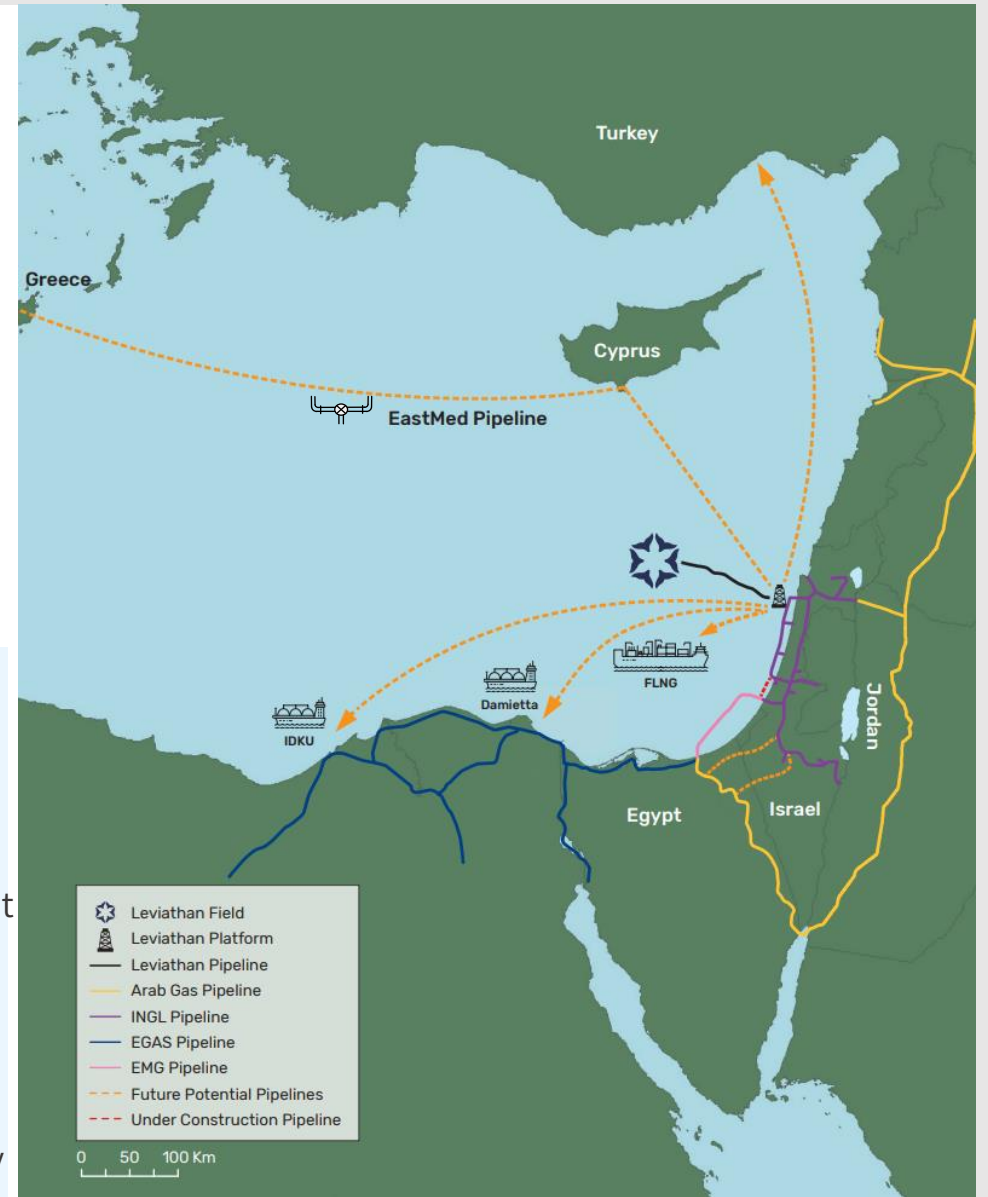 Turkey
Greece
Cyprus
EastMed Pipeline
FLNG
Damietta
IDKU
Jordan
Egypt
Israel
t
Leviathan Field
Leviathan Platform
Leviathan Pipeline
Arab Gas Pipeline
INGL Pipeline
EGAS Pipeline
EMG Pipeline
Future Potential Pipelines
Under Construction Pipeline
0 50 100 Km